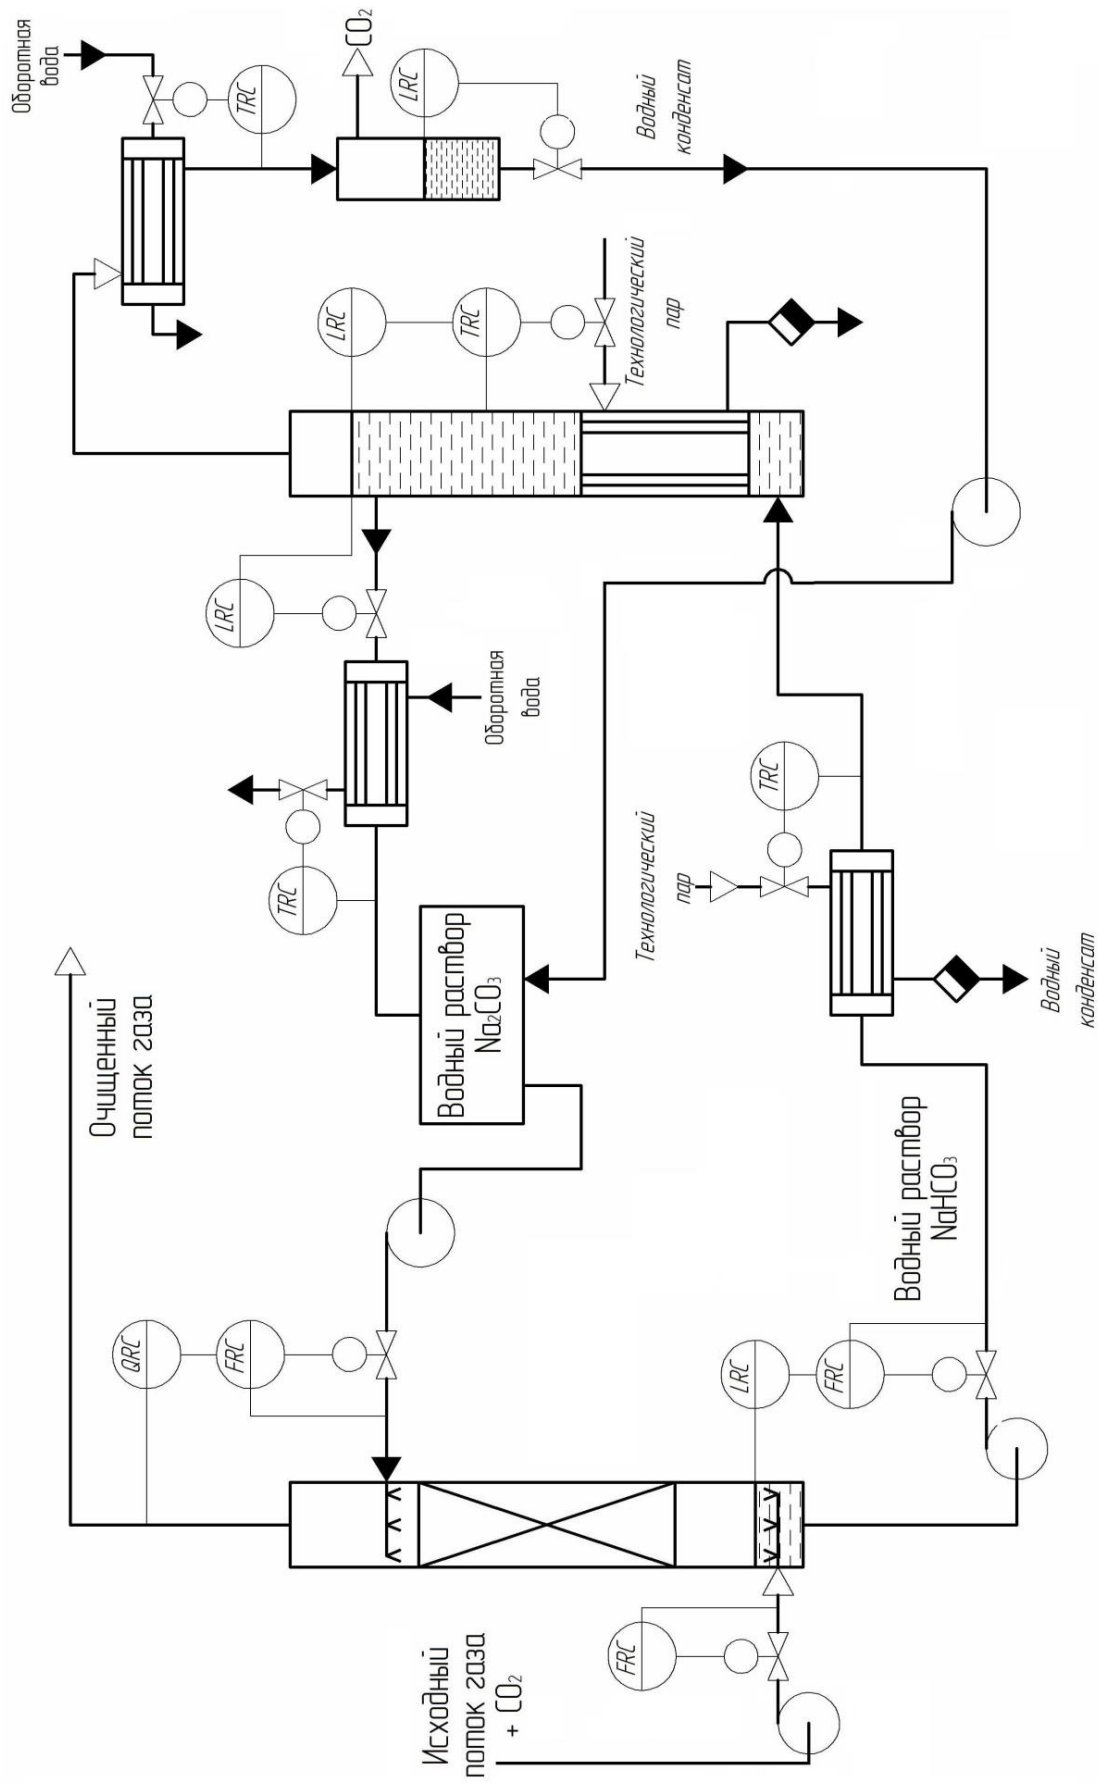 Оборотная
вода
Очищенный
поток газа
QRC
FRC
LRC
TRC
TRC
LRC
CO₂
LRC
Исходный
поток газа
+ CO₂
Водный раствор
Na₂CO₃
TRC
Оборотная
вода
FRC
Технологический
пар
Технологический
пар
Водный
конденсат
LRC
TRC
FRC
Водный раствор
NaHCO₃
Водный
конденсат